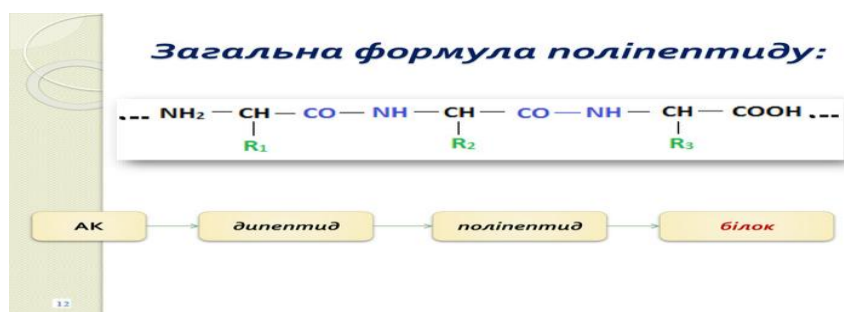 Загальна формула поліпептиду:
... NH₂ — CH — CO — NH — CH — CO — NH — CH — COOH ...
R₁ R₂ R₃
АК дипептид поліпептид білок
12